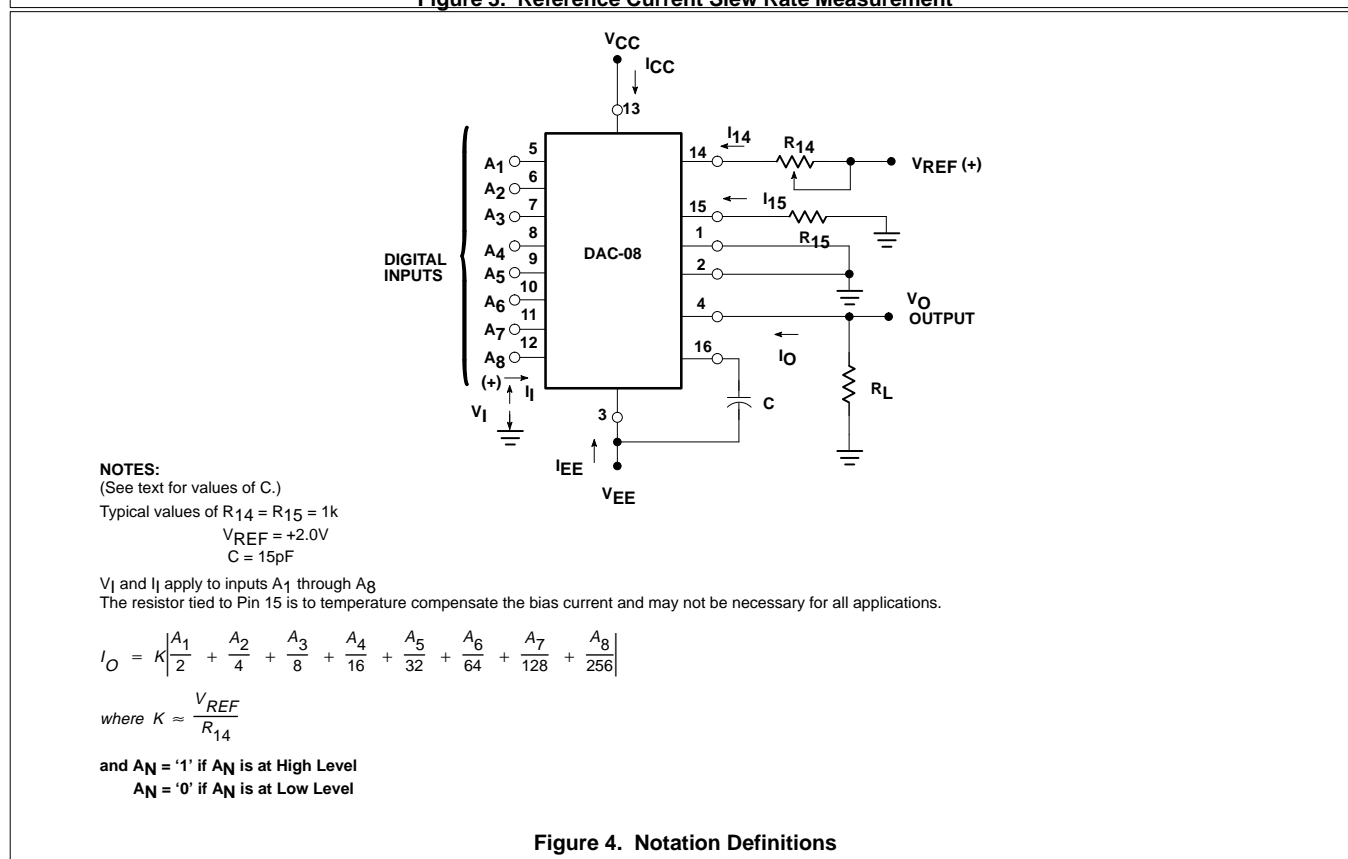 Figure 3. Reference Current Slew Rate Measurement
VCC
ICC
13
DIGITAL
INPUTS
A1 5
A2 6
A3 7
A4 8
A5 9
A6 10
A7 11
A8 12
(+)
II
VI
DAC-08
14 I14 R14 VREF (+)
15 I15 R15
1
2
4 IO VO
OUTPUT
16
C
RL
3
IEE
VEE
NOTES:
(See text for values of C.)
Typical values of R14 = R15 = 1k
VREF = +2.0V
C = 15pF
VI and II apply to inputs A1 through A8
The resistor tied to Pin 15 is to temperature compensate the bias current and may not be necessary for all applications.
IO = K|A1/2 + A2/4 + A3/8 + A4/16 + A5/32 + A6/64 + A7/128 + A8/256|
where K ≈ VREF/R14
and AN = ‘1’ if AN is at High Level
AN = ‘0’ if AN is at Low Level
Figure 4. Notation Definitions